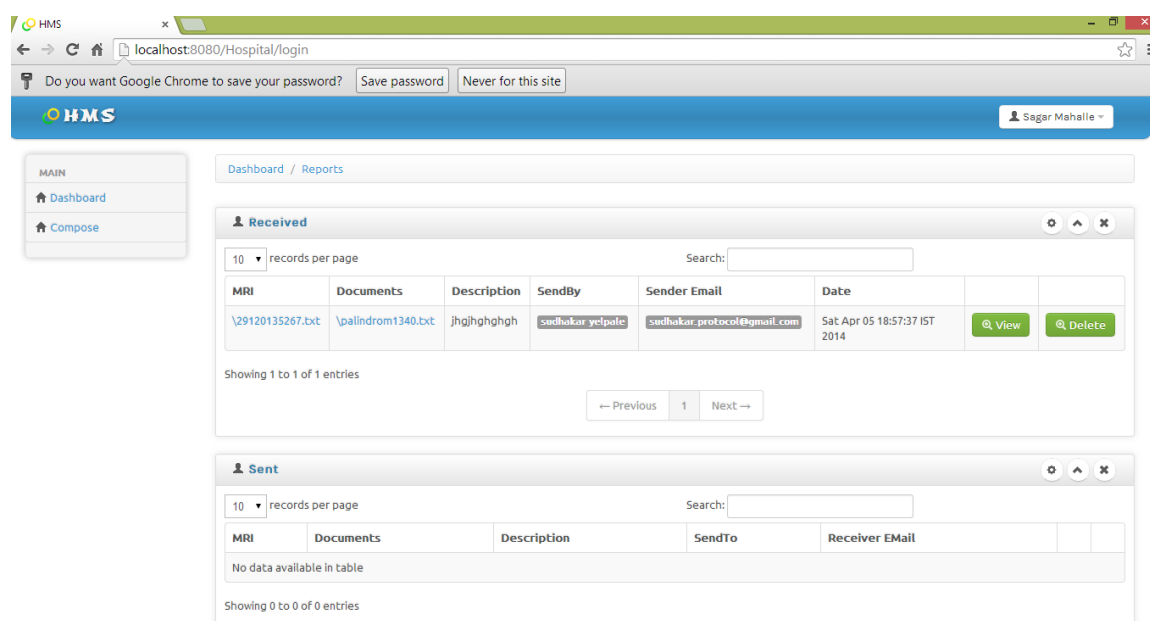 HMS
localhost:8080/Hospital/login
Do you want Google Chrome to save your password? Save password Never for this site
HMS Sagar Mahalle
MAIN
Dashboard
Compose
Dashboard / Reports
Received
10 records per page Search:
MRI Documents Description SendBy Sender Email Date
\29120135267.txt \palindrom1340.txt jhgjhghghgh sudhakar yelpale sudhakar.protocol@gmail.com Sat Apr 05 18:57:37 IST View Delete
2014
Showing 1 to 1 of 1 entries
← Previous 1 Next →
Sent
10 records per page Search:
MRI Documents Description SendTo Receiver EMail
No data available in table
Showing 0 to 0 of 0 entries